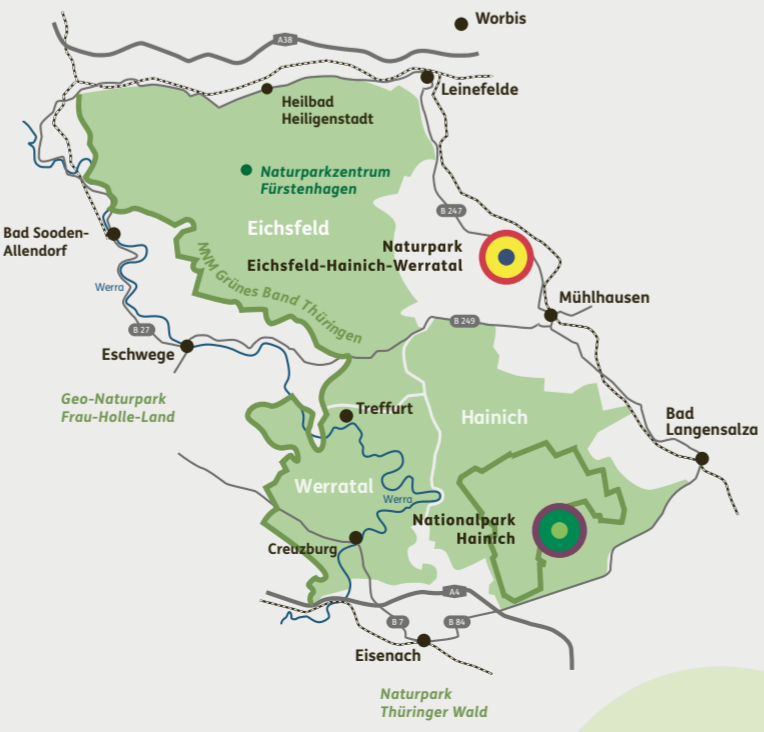 Worbis
A38
Leinefelde
Heilbad
Heiligenstadt
Naturparkzentrum
Fürstenhagen
B 247
Eichsfeld
Bad Sooden-
Allendorf
Naturpark
Eichsfeld-Hainich-Werratal
NNM Grünes Band Thüringen
Werra
Mühlhausen
B 249
B 27
Eschwege
Geo-Naturpark
Frau-Holle-Land
Treffurt
Hainich
Bad
Langensalza
Werratal
Werra
Nationalpark
Hainich
Creuzburg
A4
B 7
B 84
Eisenach
Naturpark
Thüringer Wald